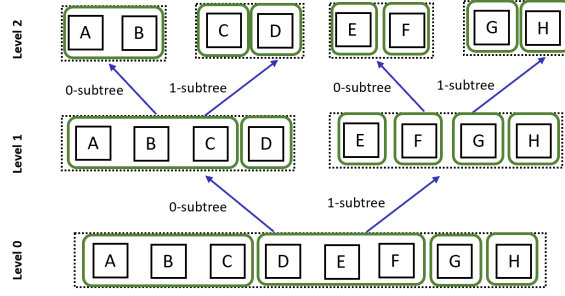 Level 2
A B C D E F G H
0-subtree 1-subtree 0-subtree 1-subtree
Level 1
A B C D E F G H
0-subtree 1-subtree
Level 0
A B C D E F G H